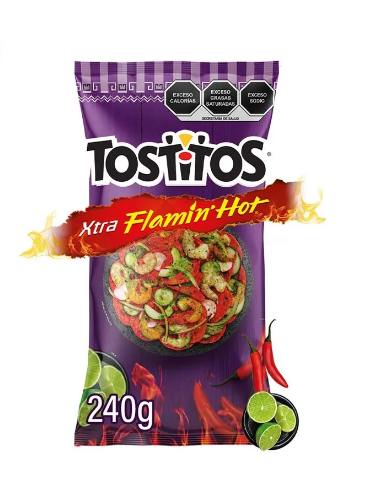 EXCESO CALORÍAS
EXCESO GRASAS SATURADAS
EXCESO SODIO
SECRETARÍA DE SALUD
TOSTITOS®
Xtra Flamin' Hot
240g